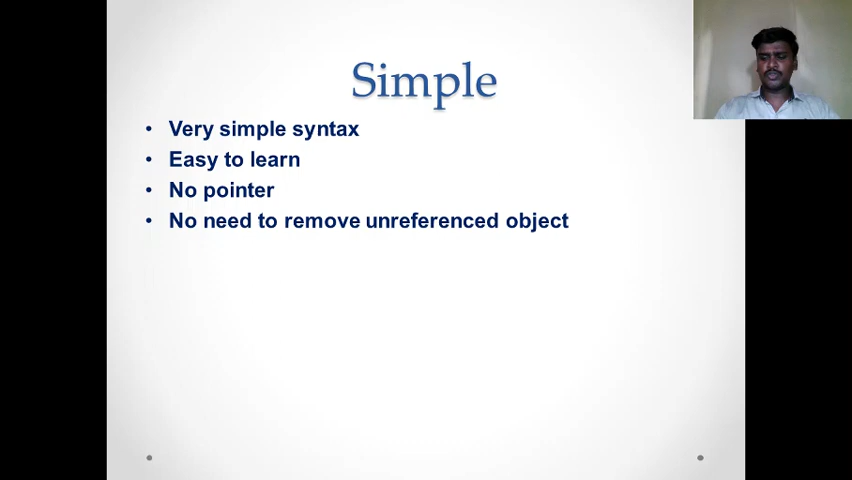 Simple
• Very simple syntax
• Easy to learn
• No pointer
• No need to remove unreferenced object